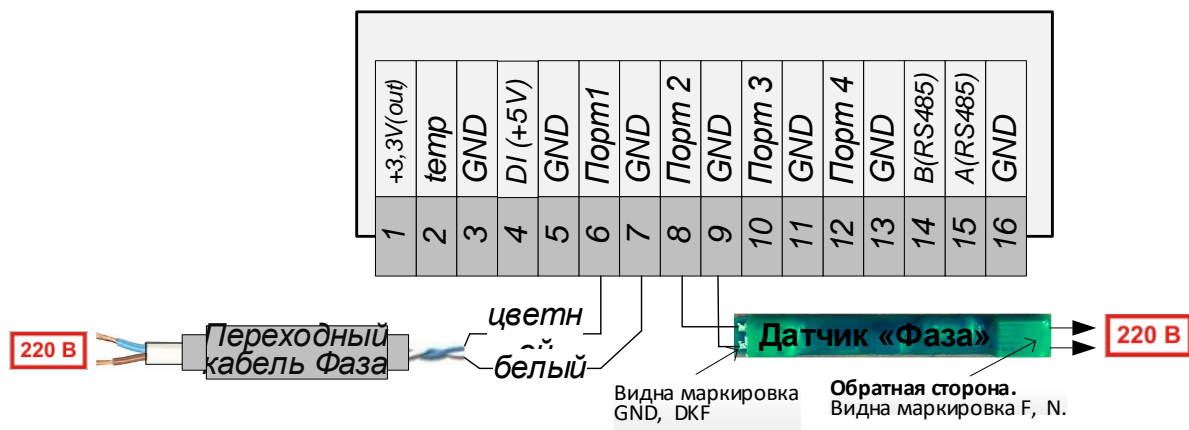 +3,3V(out)
temp
GND
DI (+5V)
GND
Порт1
GND
Порт 2
GND
Порт 3
GND
Порт 4
GND
B(RS485)
A(RS485)
GND
1
2
3
4
5
6
7
8
9
10
11
12
13
14
15
16
220 В
Переходный
кабель Фаза
цветн
ой
белый
Датчик «Фаза»
220 В
Видна маркировка
GND, DKF
Обратная сторона.
Видна маркировка F, N.